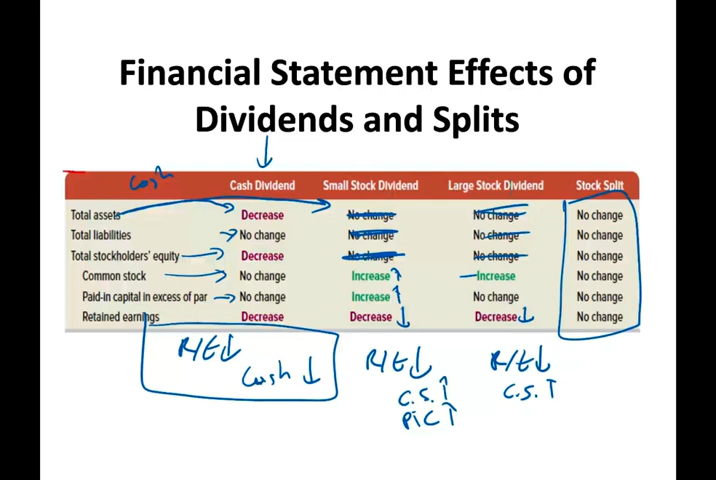 Financial Statement Effects of
Dividends and Splits
Cash
Cash Dividend Small Stock Dividend Large Stock Dividend Stock Split
Total assets Decrease No change No change No change
Total liabilities No change No change No change No change
Total stockholders' equity Decrease No change No change No change
Common stock No change Increase Increase No change
Paid-in capital in excess of par No change Increase No change No change
Retained earnings Decrease Decrease Decrease No change
R/E↓ R/E↓ R/E↓
Cash ↓ C.S.↑ C.S.↑
PIC↑